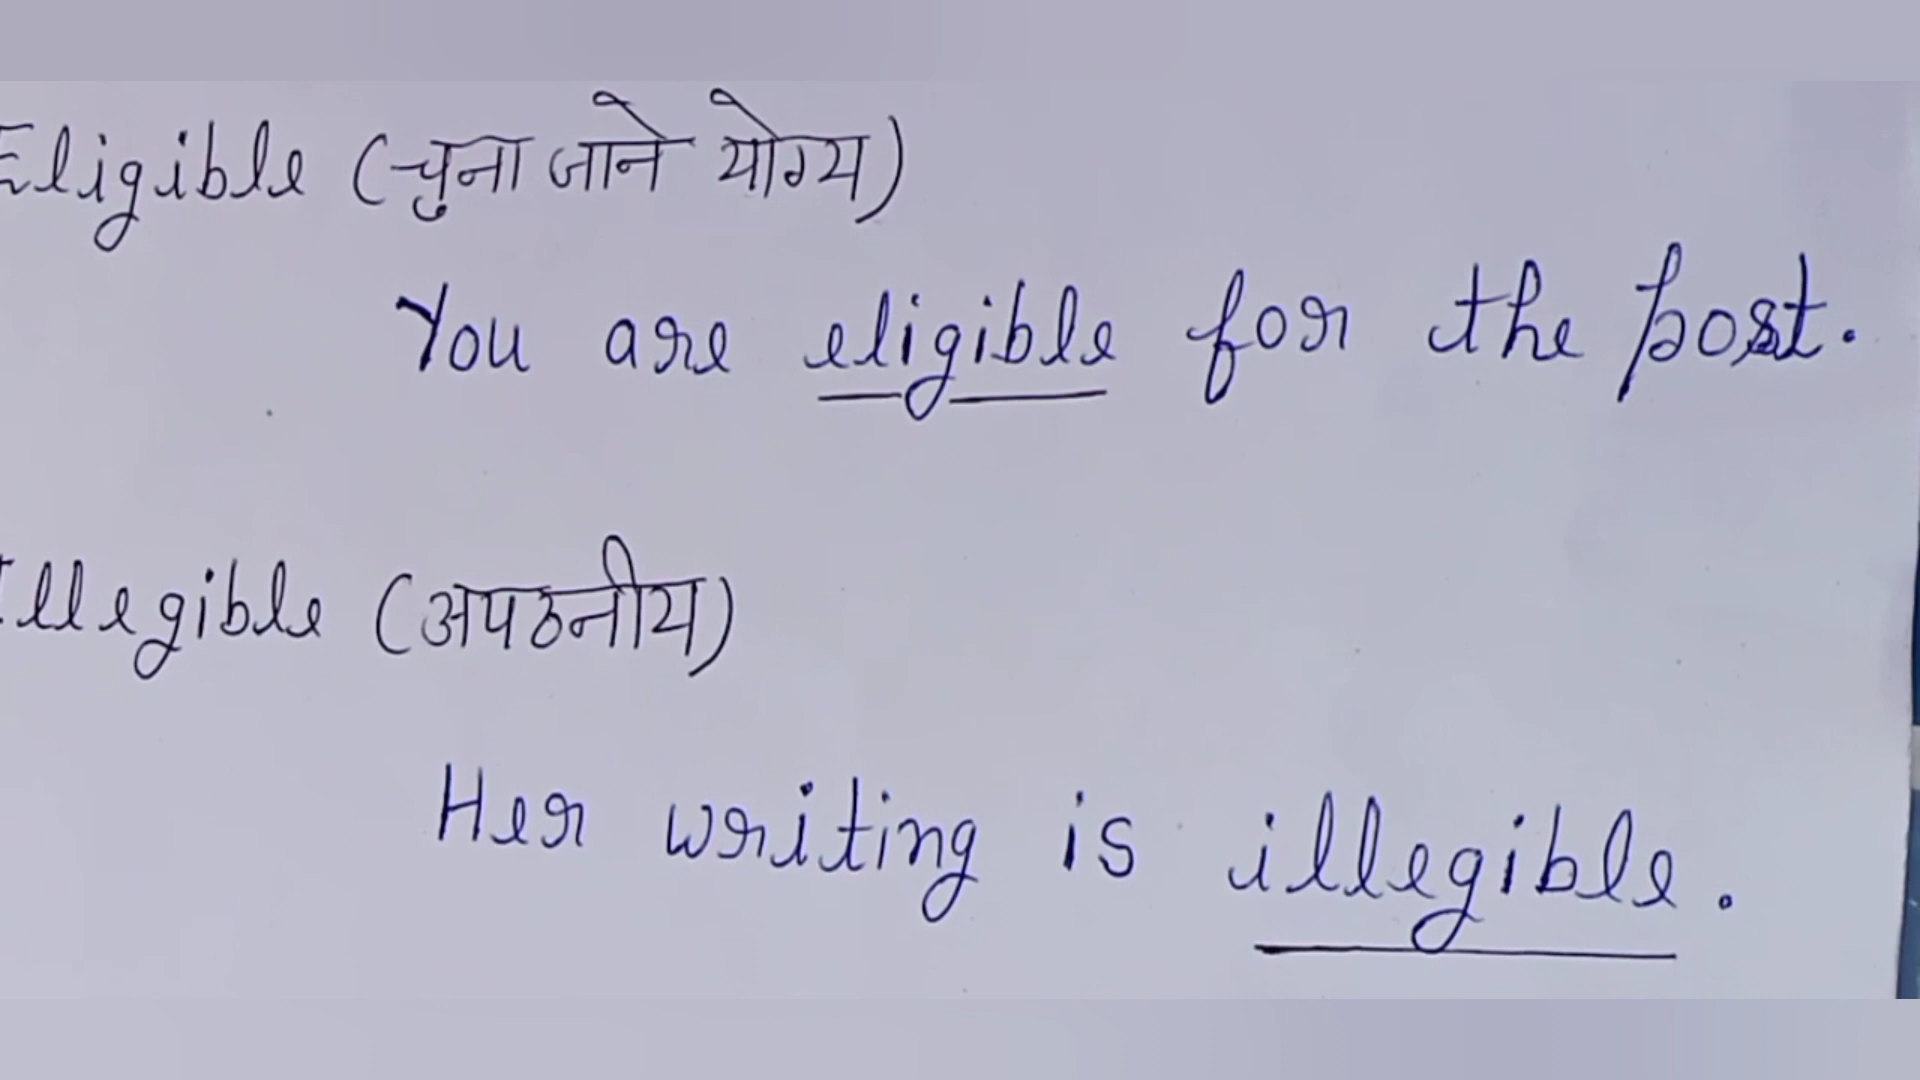 Eligible (चुना जाने योग्य)
You are eligible for the post.
Illegible (अपठनीय)
Her writing is illegible.